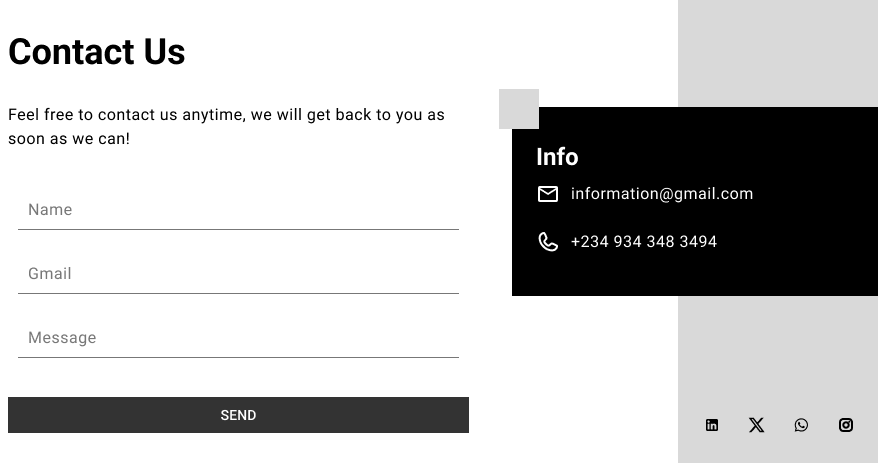 Contact Us
Feel free to contact us anytime, we will get back to you as
soon as we can!
Name
Gmail
Message
SEND
Info
information@gmail.com
+234 934 348 3494